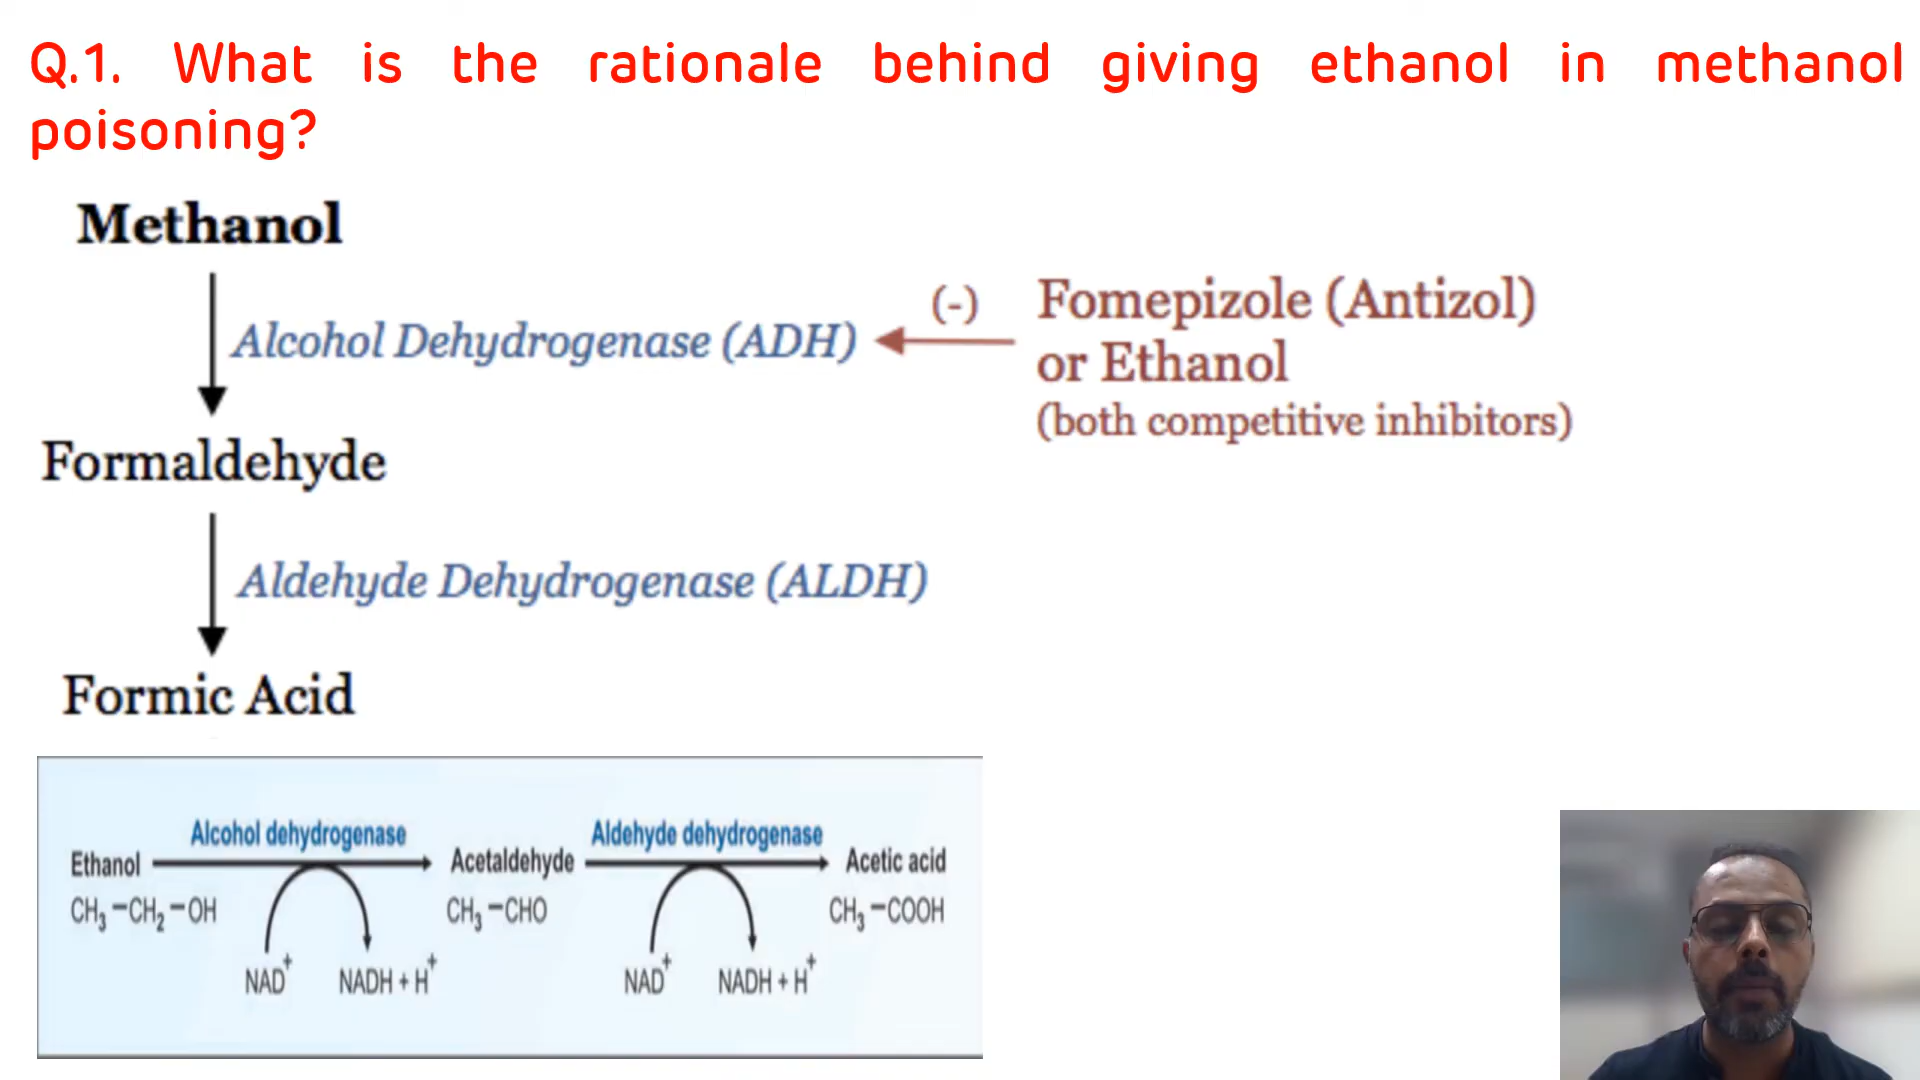 Q.1. What is the rationale behind giving ethanol in methanol
poisoning?
Methanol
Alcohol Dehydrogenase (ADH)
(-)
Fomepizole (Antizol)
or Ethanol
(both competitive inhibitors)
Formaldehyde
Aldehyde Dehydrogenase (ALDH)
Formic Acid
Ethanol
Alcohol dehydrogenase
Acetaldehyde
Aldehyde dehydrogenase
Acetic acid
CH₃ –CH₂ –OH
CH₃ –CHO
CH₃ –COOH
NAD⁺
NADH + H⁺
NAD⁺
NADH + H⁺